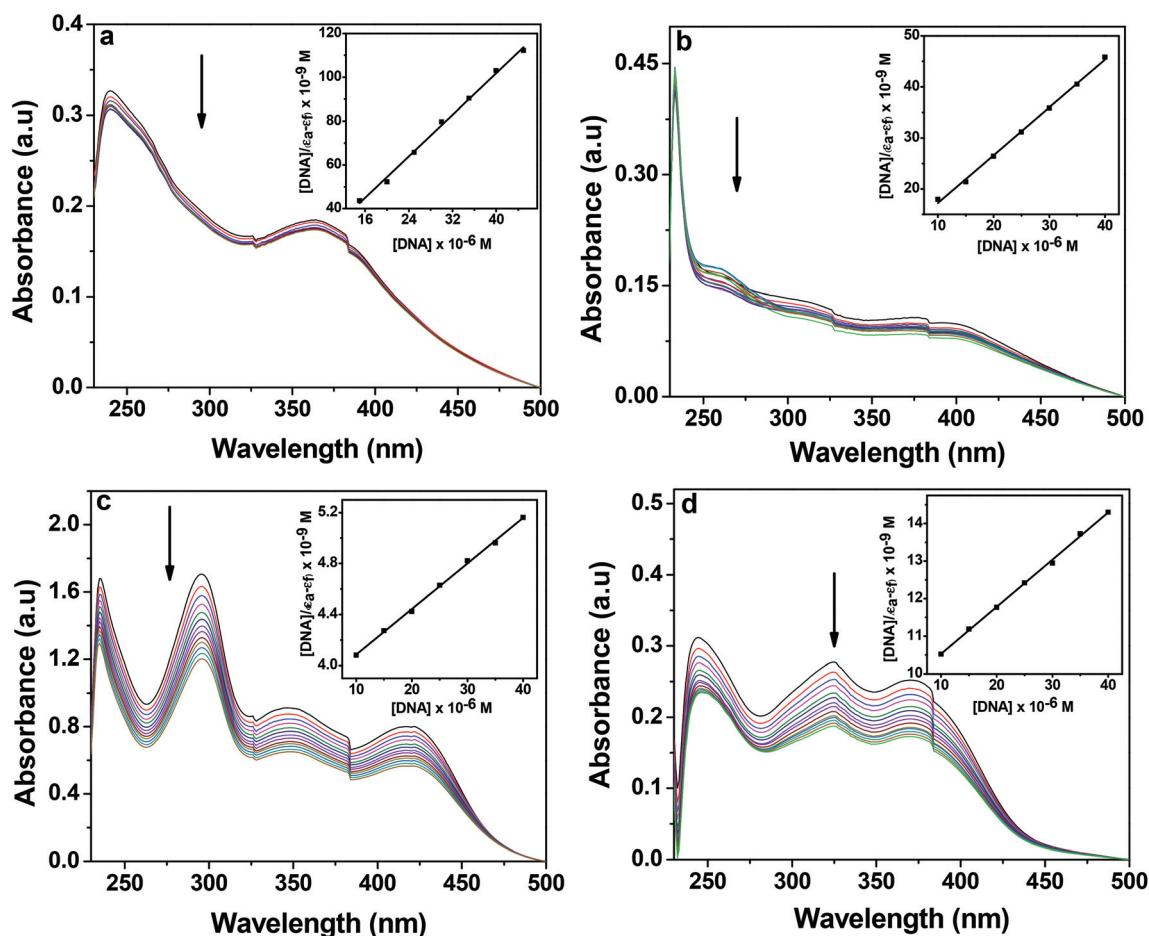 a
0.4
0.3
0.2
0.1
0.0
Absorbance (a.u)
250 300 350 400 450 500
Wavelength (nm)
140
120
100
80
60
40
[DNA]/(εa-εf) x 10-9 M
16 24 32 40
[DNA] x 10-6 M
b
0.45
0.30
0.15
0.00
Absorbance (a.u)
250 300 350 400 450 500
Wavelength (nm)
50
40
30
20
[DNA]/(εa-εf) x 10-9 M
10 20 30 40
[DNA] x 10-6 M
c
2.0
1.6
1.2
0.8
0.4
0.0
Absorbance (a.u)
250 300 350 400 450 500
Wavelength (nm)
5.2
4.8
4.4
4.0
[DNA]/(εa-εf) x 10-9 M
10 20 30 40
[DNA] x 10-6 M
d
0.5
0.4
0.3
0.2
0.1
0.0
Absorbance (a.u)
250 300 350 400 450 500
Wavelength (nm)
14
13
12
11
10
[DNA]/(εa-εf) x 10-9 M
10 20 30 40
[DNA] x 10-6 M